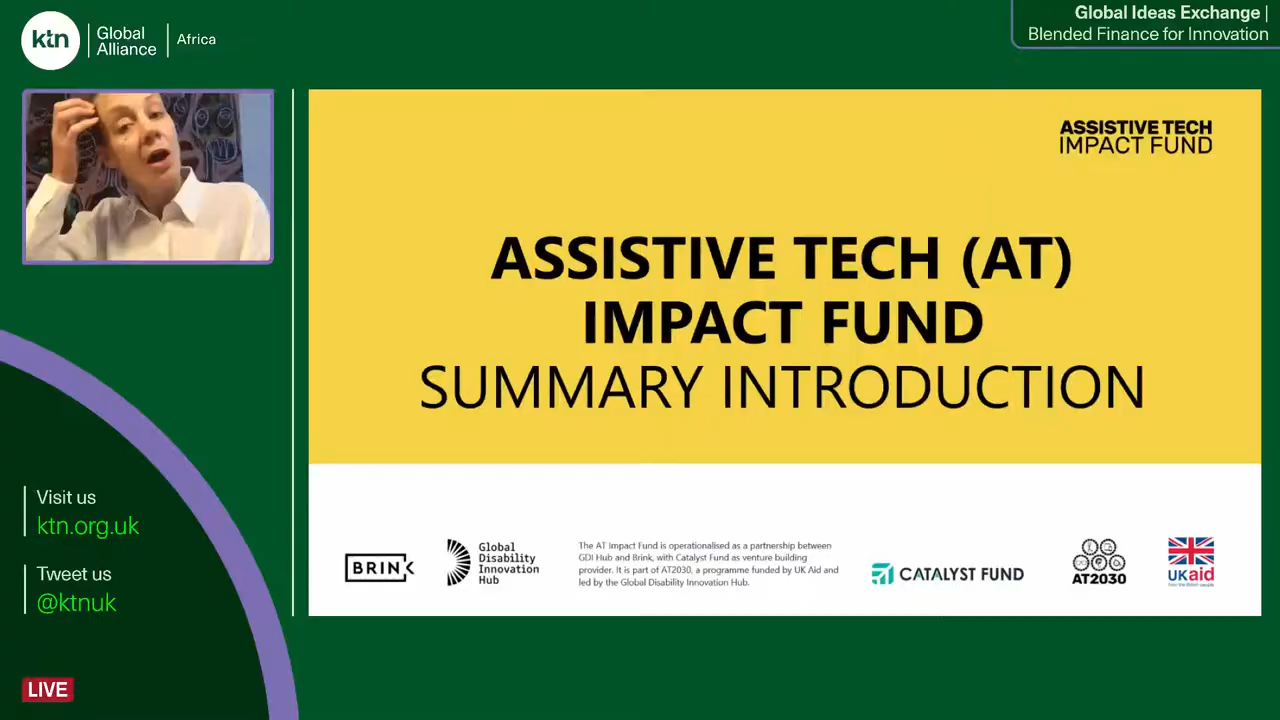 ktn
Global
Alliance
Africa
Global Ideas Exchange |
Blended Finance for Innovation
ASSISTIVE TECH
IMPACT FUND
ASSISTIVE TECH (AT)
IMPACT FUND
SUMMARY INTRODUCTION
BRINK
Global
Disability
Innovation
Hub
The AT Impact Fund is operationalised as a partnership between
GDI Hub and Brink, with Catalyst Fund as venture building
provider. It is part of AT2030, a programme funded by UK Aid and
led by the Global Disability Innovation Hub.
CATALYST FUND
AT2030
UKaid
from the British people
Visit us
ktn.org.uk
Tweet us
@ktnuk
LIVE